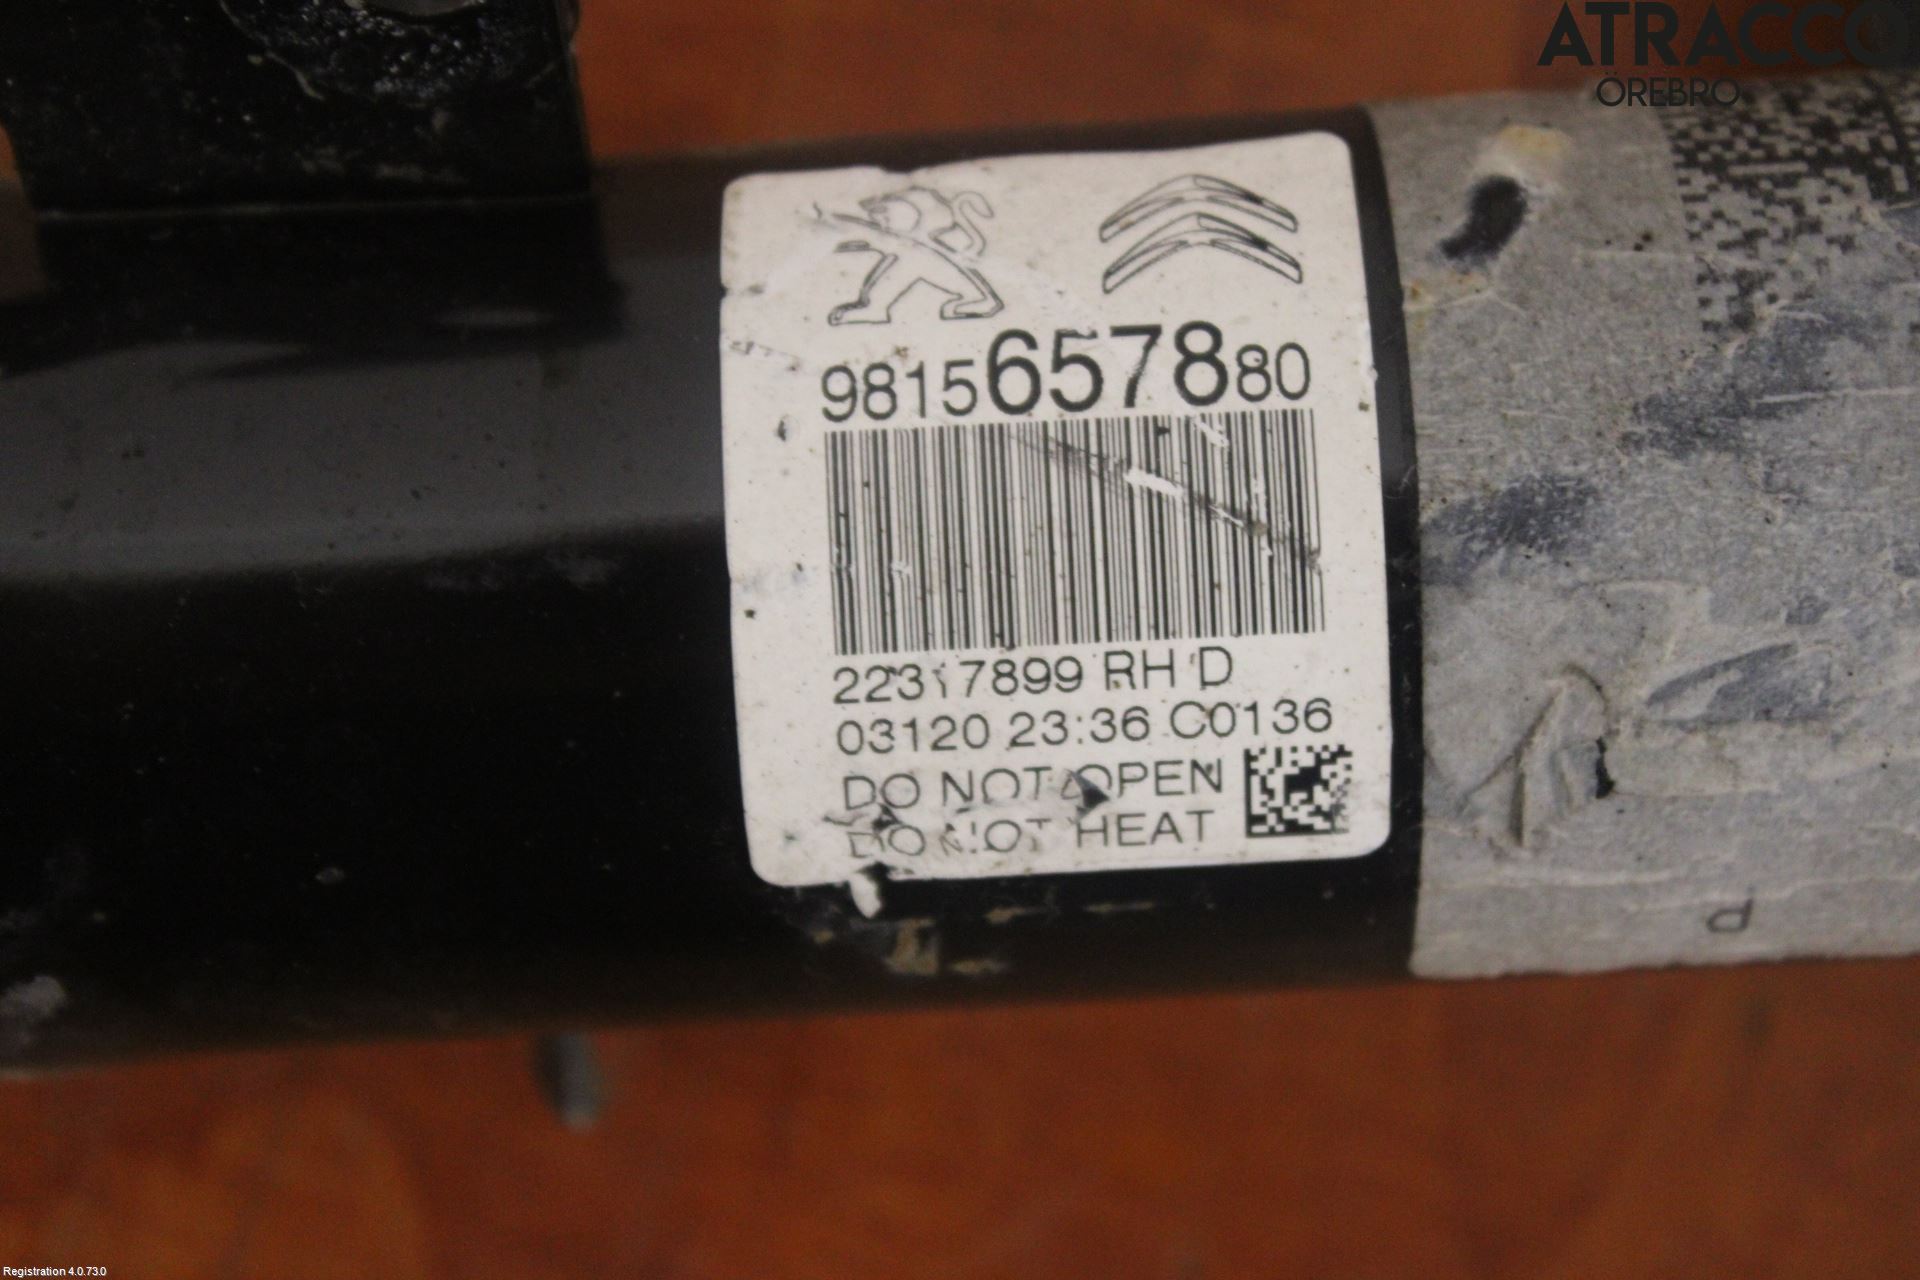 ATRACCO
ÖREBRO
9815657880
22317899 RH D
03120 23:36 C0136
DO NOT OPEN
DO NOT HEAT
d
Registration 4.0.73.0